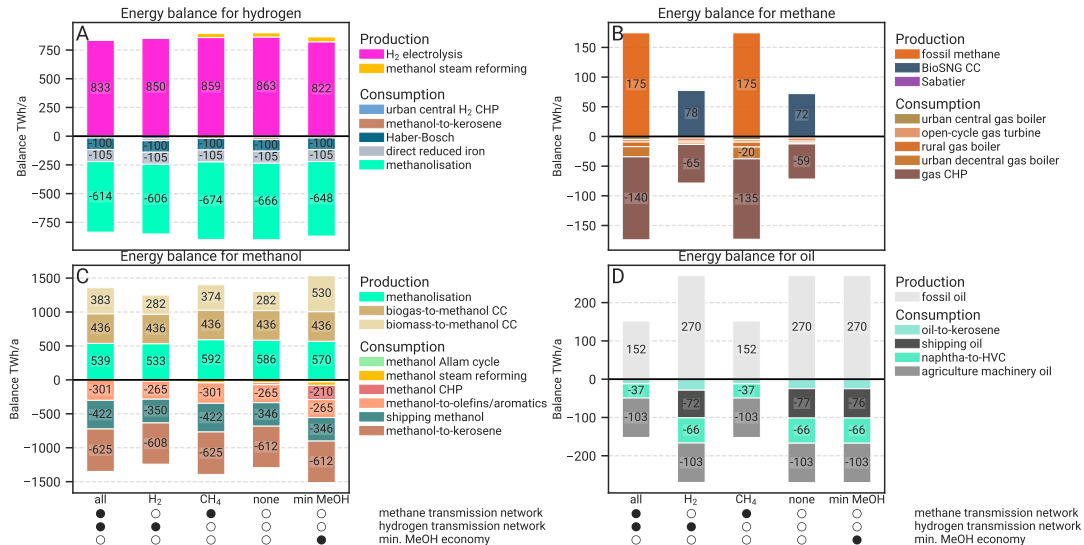 Energy balance for hydrogen
A
Balance TWh/a
750
500
250
0
−250
−500
−750
833
850
859
863
822
-100
-100
-100
-100
-100
-105
-105
-105
-105
-105
-614
-606
-674
-666
-648
Production
H2 electrolysis
methanol steam reforming
Consumption
urban central H2 CHP
methanol-to-kerosene
Haber-Bosch
direct reduced iron
methanolisation
Energy balance for methane
B
Balance TWh/a
150
100
50
0
−50
−100
−150
175
78
175
72
-140
-65
-20
-135
-59
Production
fossil methane
BioSNG CC
Sabatier
Consumption
urban central gas boiler
open-cycle gas turbine
rural gas boiler
urban decentral gas boiler
gas CHP
Energy balance for methanol
C
Balance TWh/a
1500
1000
500
0
−500
−1000
−1500
383
282
374
282
530
436
436
436
436
436
539
533
592
586
570
-301
-265
-301
-265
-210
-265
-422
-350
-422
-346
-346
-625
-608
-625
-612
-612
Production
methanolisation
biogas-to-methanol CC
biomass-to-methanol CC
Consumption
methanol Allam cycle
methanol steam reforming
methanol CHP
methanol-to-olefins/aromatics
shipping methanol
methanol-to-kerosene
all H2 CH4 none min MeOH
methane transmission network
hydrogen transmission network
min. MeOH economy
Energy balance for oil
D
Balance TWh/a
200
100
0
−100
−200
152
270
152
270
270
-37
-72
-37
-77
-76
-66
-66
-66
-103
-103
-103
-103
-103
Production
fossil oil
Consumption
oil-to-kerosene
shipping oil
naphtha-to-HVC
agriculture machinery oil
all H2 CH4 none min MeOH
methane transmission network
hydrogen transmission network
min. MeOH economy